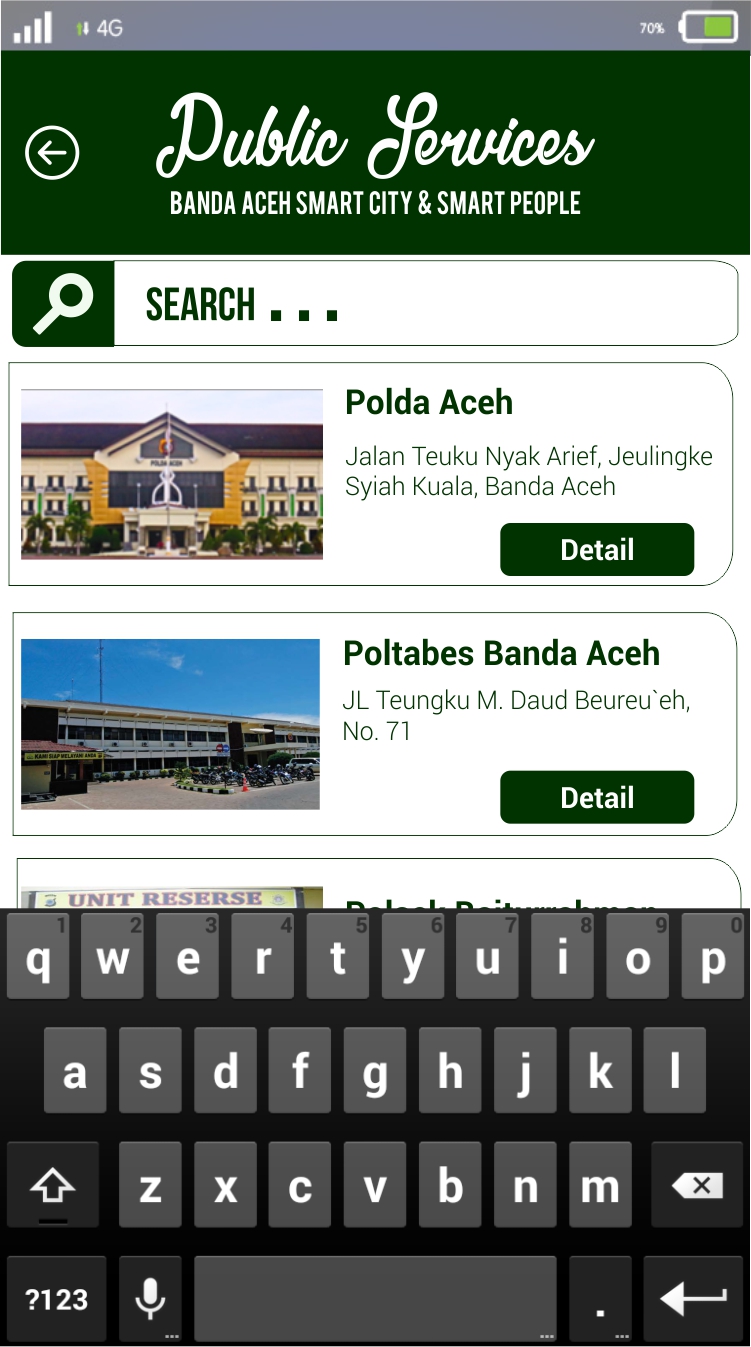 4G
70%
Public Services
BANDA ACEH SMART CITY & SMART PEOPLE
SEARCH ...
Polda Aceh
POLDA ACEH
Jalan Teuku Nyak Arief, Jeulingke
Syiah Kuala, Banda Aceh
Detail
Poltabes Banda Aceh
JL Teungku M. Daud Beureu`eh,
No. 71
KAMI SIAP MELAYANI ANDA
Detail
UNIT RESERSE
1 2 3 4 5 6 7 8 9 0
q w e r t y u i o p
a s d f g h j k l
z x c v b n m
?123 .